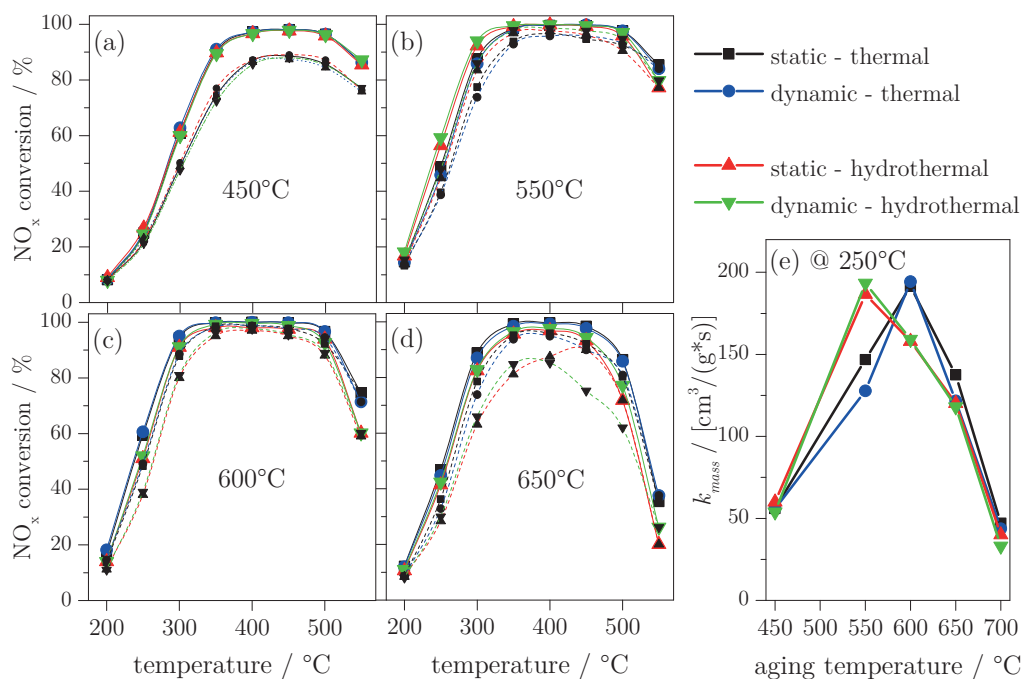 (a)
450°C
NOx conversion / %
100
80
60
40
20
0
(b)
550°C
static - thermal
dynamic - thermal
static - hydrothermal
dynamic - hydrothermal
(c)
600°C
NOx conversion / %
100
80
60
40
20
0
200
300
400
500
temperature / °C
(d)
650°C
200
300
400
500
temperature / °C
(e) @ 250°C
kmass / [cm³/(g*s)]
200
150
100
50
0
450
500
550
600
650
700
aging temperature / °C